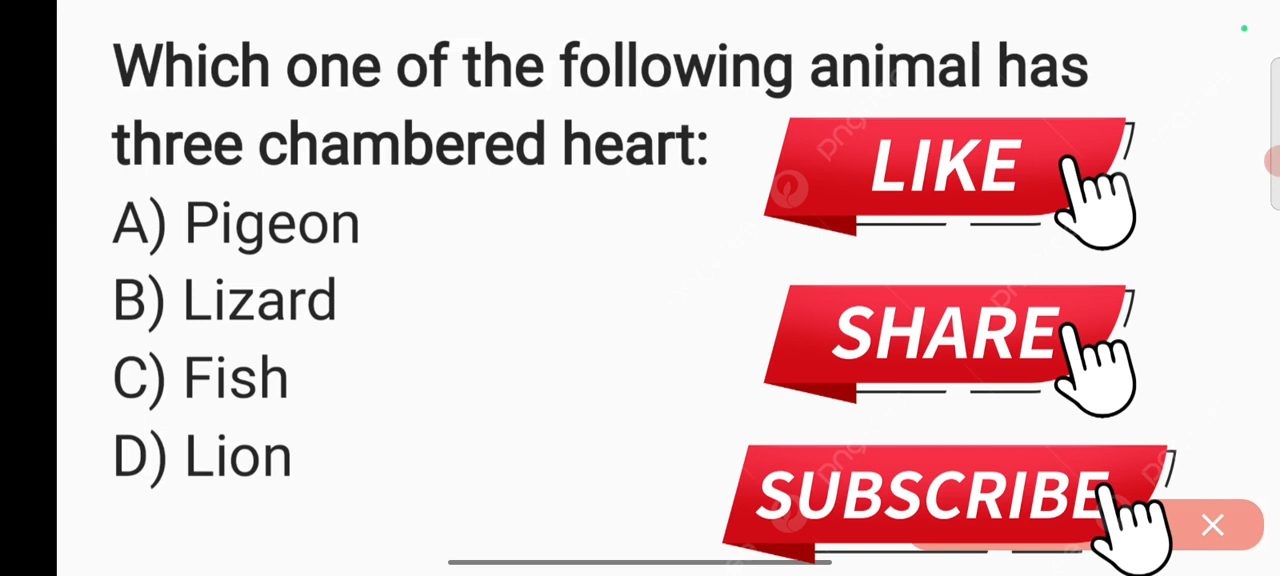 Which one of the following animal has
three chambered heart:
A) Pigeon
B) Lizard
C) Fish
D) Lion
LIKE
SHARE
SUBSCRIBE